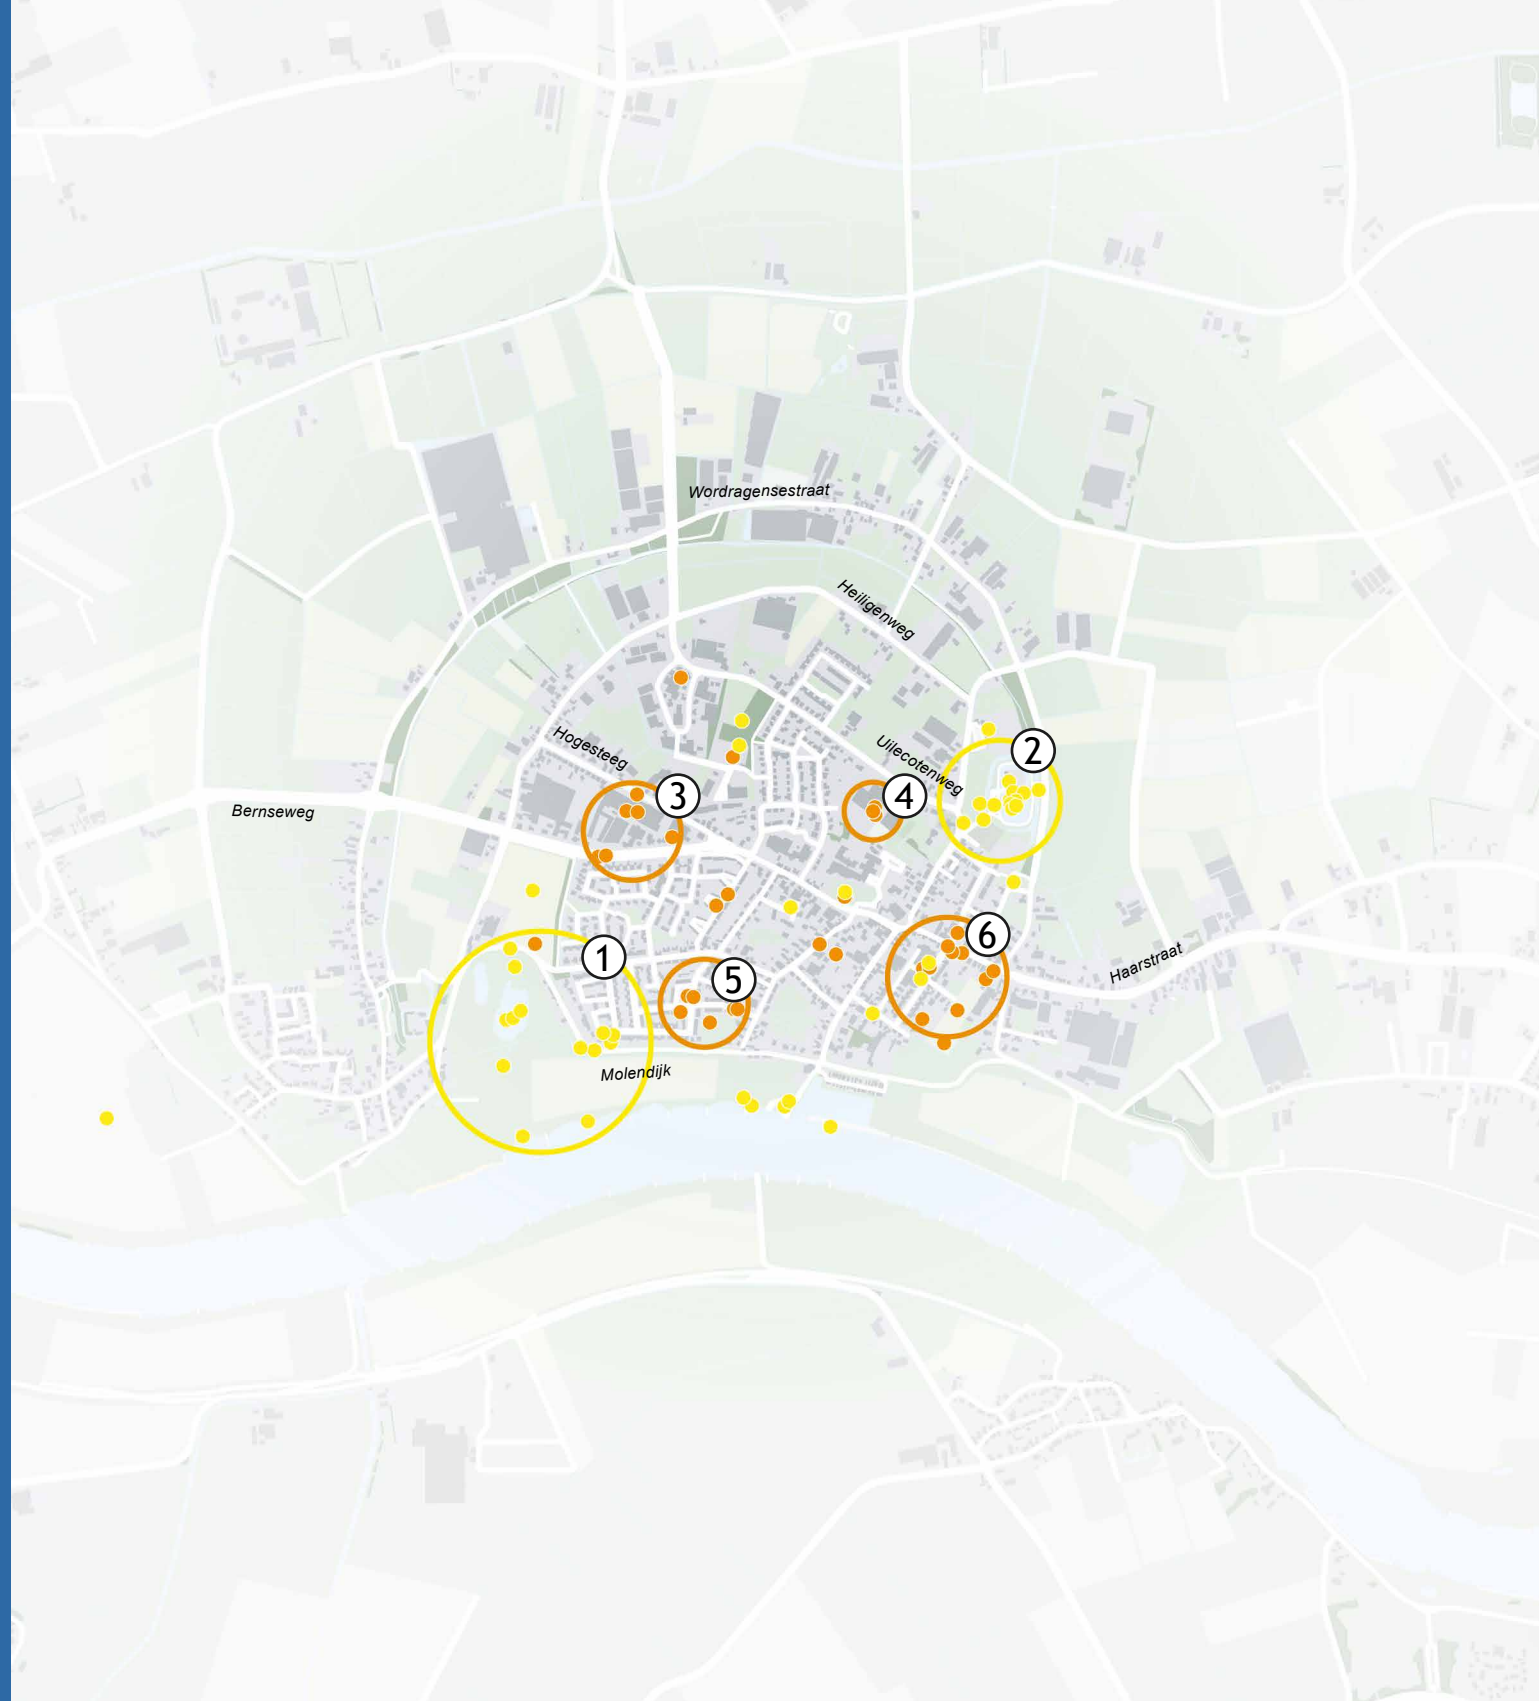 Wordragensestraat
Heiligenweg
Hogesteeg
Uilecotenweg
2
3
4
Bernseweg
6
Haarstraat
1
5
Molendijk